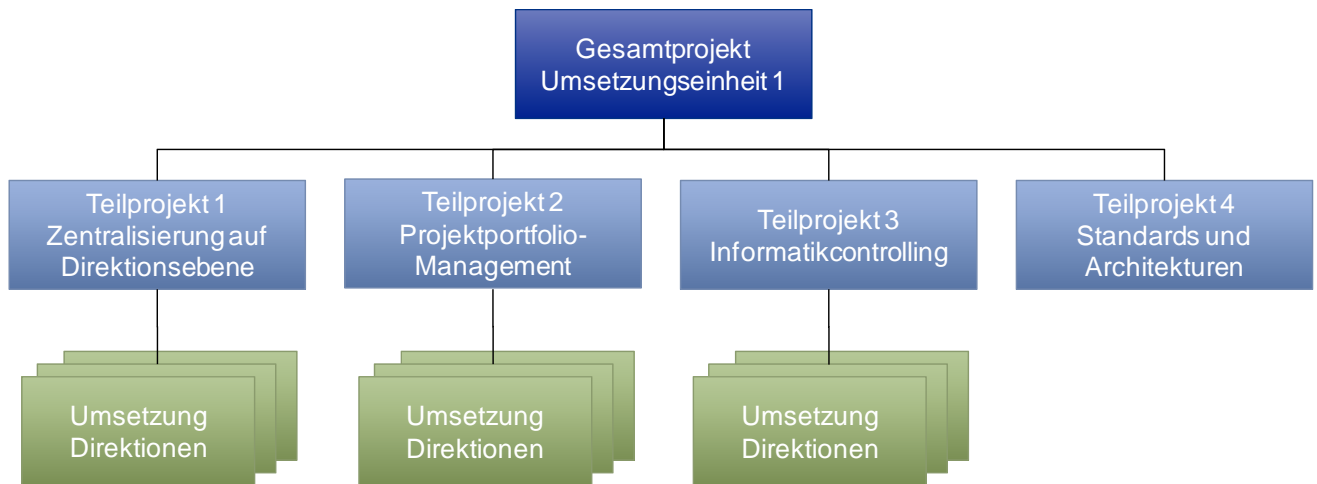 Gesamtprojekt
Umsetzungseinheit 1
Teilprojekt 1
Zentralisierung auf
Direktionsebene
Teilprojekt 2
Projektportfolio-
Management
Teilprojekt 3
Informatikcontrolling
Teilprojekt 4
Standards und
Architekturen
Umsetzung
Direktionen
Umsetzung
Direktionen
Umsetzung
Direktionen